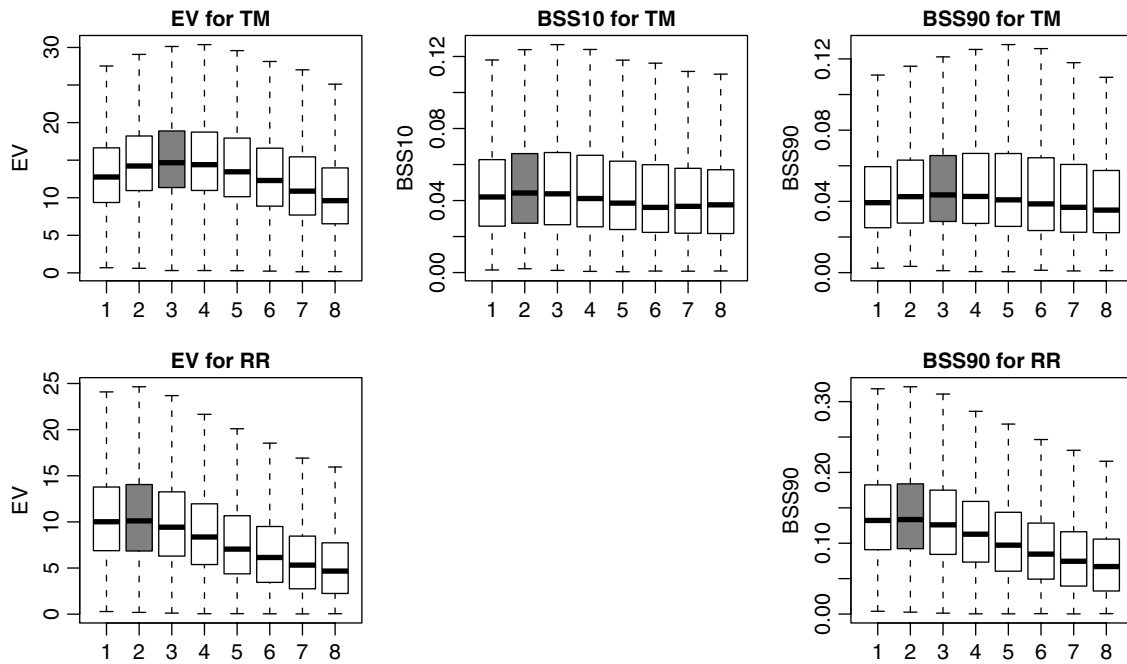 EV for TM
EV
0 5 10 20 30
1 2 3 4 5 6 7 8
BSS10 for TM
BSS10
0.00 0.04 0.08 0.12
1 2 3 4 5 6 7 8
BSS90 for TM
BSS90
0.00 0.04 0.08 0.12
1 2 3 4 5 6 7 8
EV for RR
EV
0 5 10 15 20 25
1 2 3 4 5 6 7 8
BSS90 for RR
BSS90
0.00 0.10 0.20 0.30
1 2 3 4 5 6 7 8